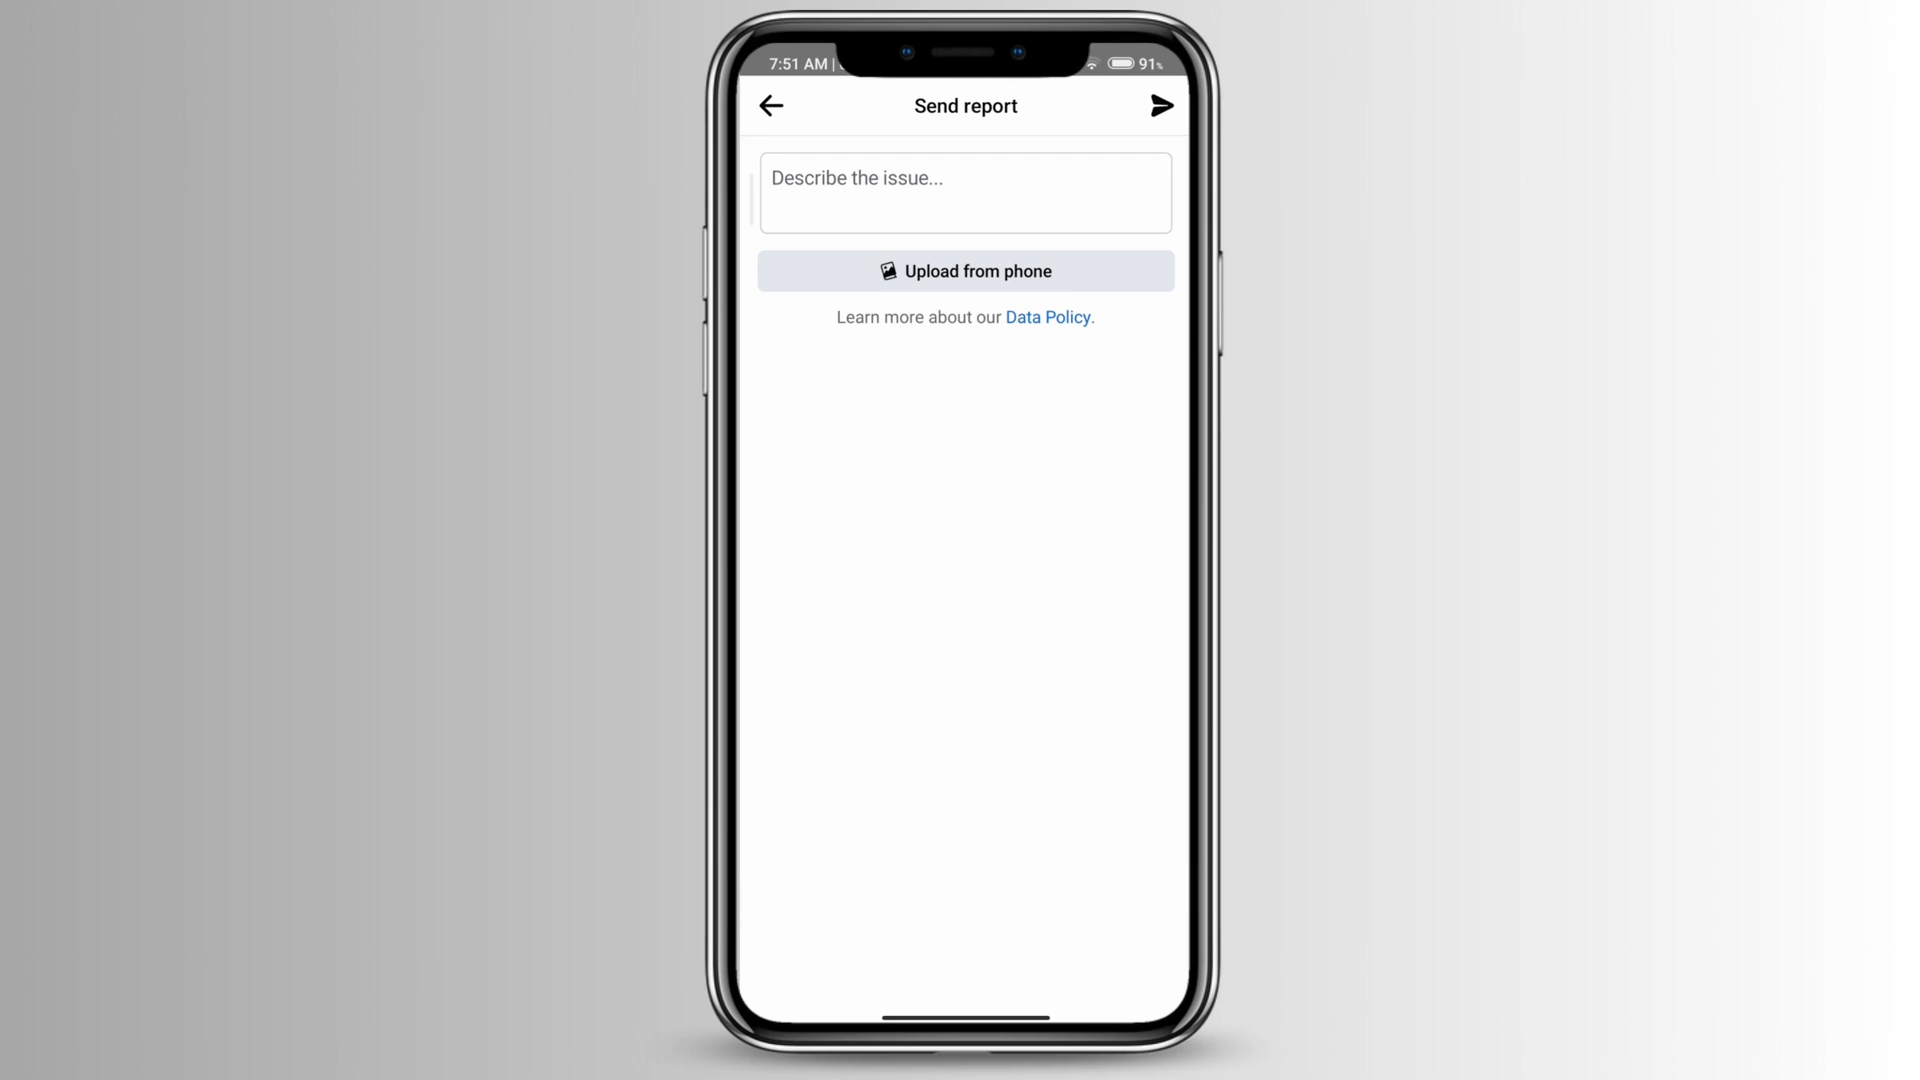 7:51 AM |
91%
Send report
Describe the issue...
Upload from phone
Learn more about our Data Policy.